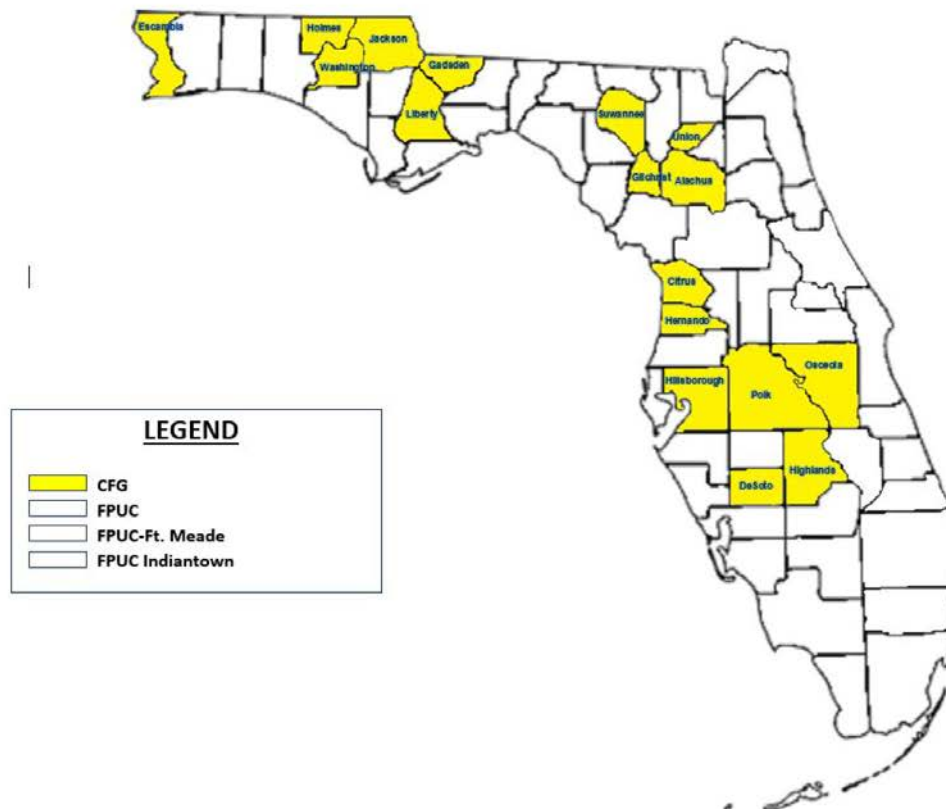 Escambia
Holmes
Jackson
Washington
Gadsden
Liberty
Suwannee
Union
Gilchrist
Alachua
Citrus
Hernando
Osceola
Hillsborough
Polk
Highlands
DeSoto
LEGEND
CFG
FPUC
FPUC-Ft. Meade
FPUC Indiantown